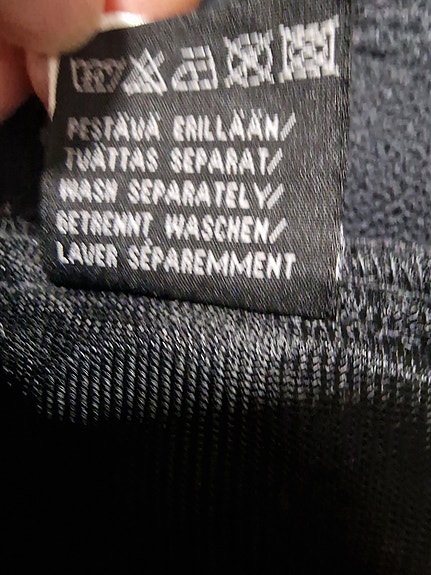 PESTÄVÄ ERILLÄÄN/
TVÄTTAS SEPARAT/
WASH SEPARATELY/
GETRENNT WASCHEN/
LAVER SÉPAREMMENT